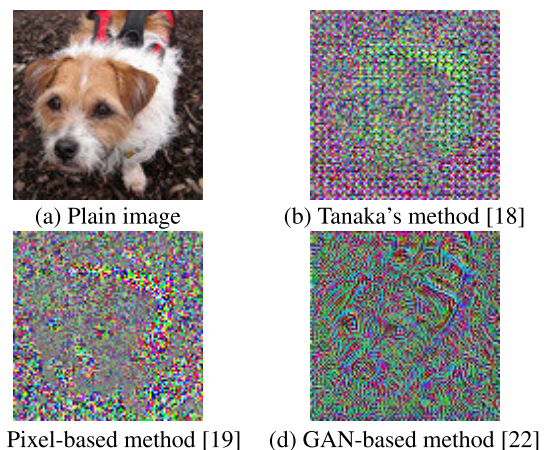 (a) Plain image
(b) Tanaka's method [18]
Pixel-based method [19]
(d) GAN-based method [22]